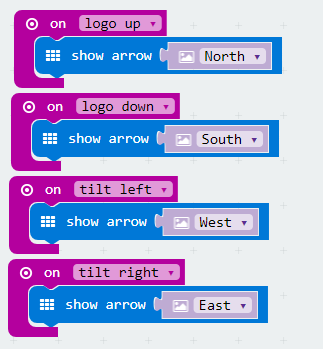 on logo up
show arrow North
on logo down
show arrow South
on tilt left
show arrow West
on tilt right
show arrow East